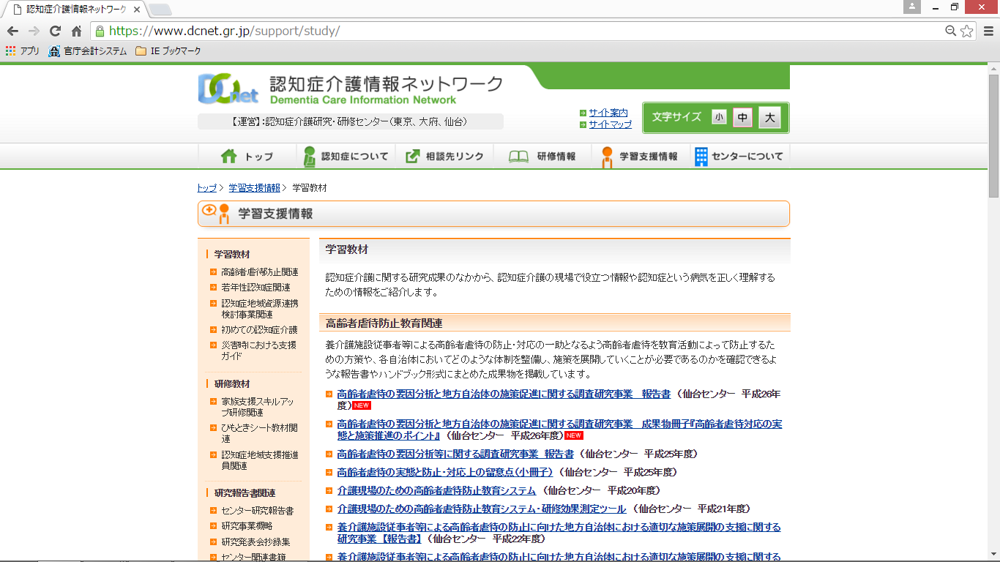 認知症介護情報ネットワーク
https://www.dcnet.gr.jp/support/study/
アプリ 官庁会計システム IE ブックマーク
DCnet 認知症介護情報ネットワーク
Dementia Care Information Network
【運営】:認知症介護研究・研修センター（東京、大府、仙台）
サイト案内
サイトマップ
文字サイズ 小 中 大
トップ 認知症について 相談先リンク 研修情報 学習支援情報 センターについて
トップ > 学習支援情報 > 学習教材
学習支援情報
学習教材
高齢者虐待防止関連
若年性認知症関連
認知症地域資源連携
検討事業関連
初めての認知症介護
災害時における支援
ガイド
研修教材
家族支援スキルアッ
プ研修関連
ひもときシート教材関
連
認知症地域支援推進
員関連
研究報告書関連
センター研究報告書
研究事業概略
研究発表会抄録集
センター関連書籍
学習教材
認知症介護に関する研究成果のなかから、認知症介護の現場で役立つ情報や認知症という病気を正しく理解する
ための情報をご紹介します。
高齢者虐待防止教育関連
養介護施設従事者等による高齢者虐待の防止・対応の一助となるよう高齢者虐待を教育活動によって防止するた
めの方策や、各自治体においてどのような体制を整備し、施策を展開していくことが必要であるのかを確認できるよ
うな報告書やハンドブック形式にまとめた成果物を掲載しています。
高齢者虐待の要因分析と地方自治体の施策促進に関する調査研究事業　報告書 （仙台センター　平成26年
度） NEW
高齢者虐待の要因分析と地方自治体の施策促進に関する調査研究事業　成果物冊子『高齢者虐待対応の実
態と施策推進のポイント』 （仙台センター　平成26年度） NEW
高齢者虐待の要因分析等に関する調査研究事業　報告書 （仙台センター　平成25年度）
高齢者虐待の実態と防止・対応上の留意点（小冊子） （仙台センター　平成25年度）
介護現場のための高齢者虐待防止教育システム （仙台センター　平成20年度）
介護現場のための高齢者虐待防止教育システム・研修効果測定ツール （仙台センター　平成21年度）
養介護施設従事者等による高齢者虐待の防止に向けた地方自治体における適切な施策展開の支援に関する
研究事業【報告書】 （仙台センター　平成22年度）
養介護施設従事者等による高齢者虐待の防止に向けた地方自治体における適切な施策展開の支援に関する